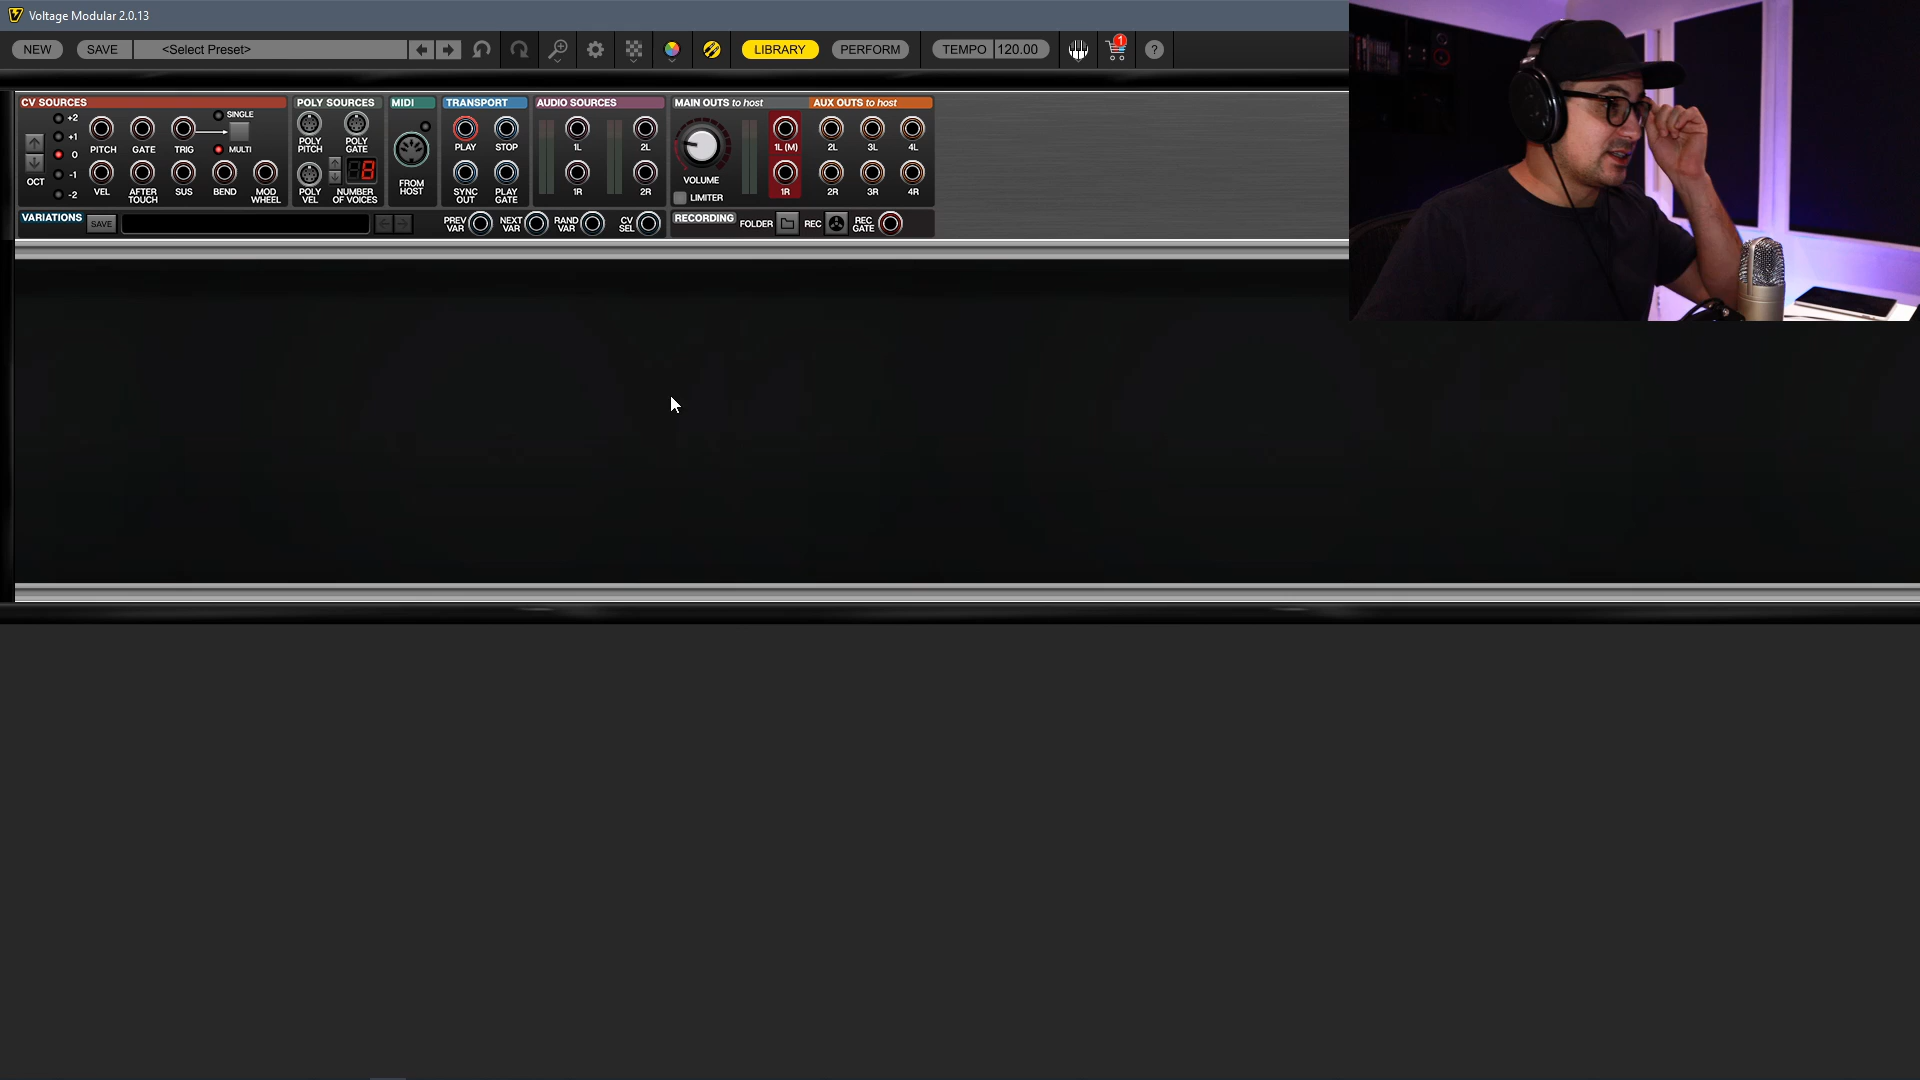 Voltage Modular 2.0.13
NEW SAVE <Select Preset> LIBRARY PERFORM TEMPO 120.00 1 ?
CV SOURCES POLY SOURCES MIDI TRANSPORT AUDIO SOURCES MAIN OUTS to host AUX OUTS to host
+2 SINGLE
+1
PITCH GATE TRIG MULTI POLY PITCH POLY GATE PLAY STOP 1L 2L 1L (M) 2L 3L 4L
0
-1
OCT VOLUME
-2 VEL AFTER TOUCH SUS BEND MOD WHEEL POLY VEL 8 NUMBER OF VOICES FROM HOST SYNC OUT PLAY GATE 1R 2R LIMITER 1R 2R 3R 4R
VARIATIONS SAVE PREV VAR NEXT VAR RAND VAR CV SEL RECORDING FOLDER REC REC GATE